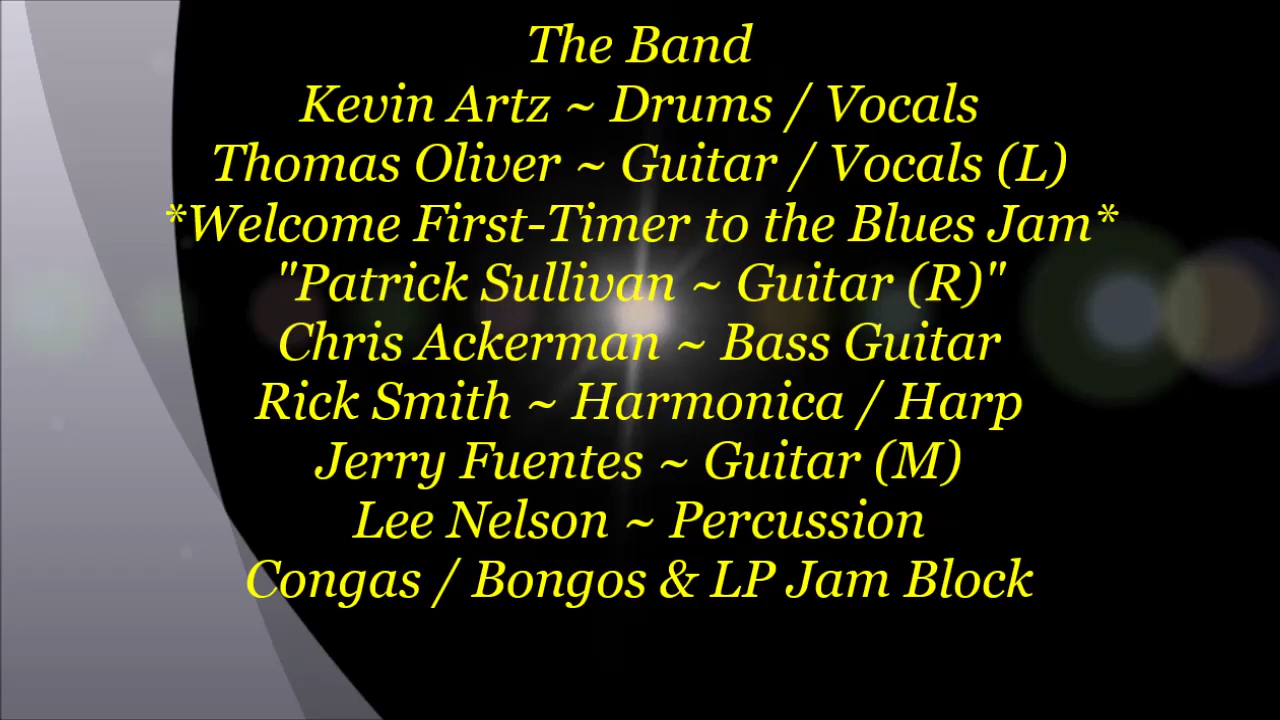 The Band
Kevin Artz ~ Drums / Vocals
Thomas Oliver ~ Guitar / Vocals (L)
*Welcome First-Timer to the Blues Jam*
"Patrick Sullivan ~ Guitar (R)"
Chris Ackerman ~ Bass Guitar
Rick Smith ~ Harmonica / Harp
Jerry Fuentes ~ Guitar (M)
Lee Nelson ~ Percussion
Congas / Bongos & LP Jam Block